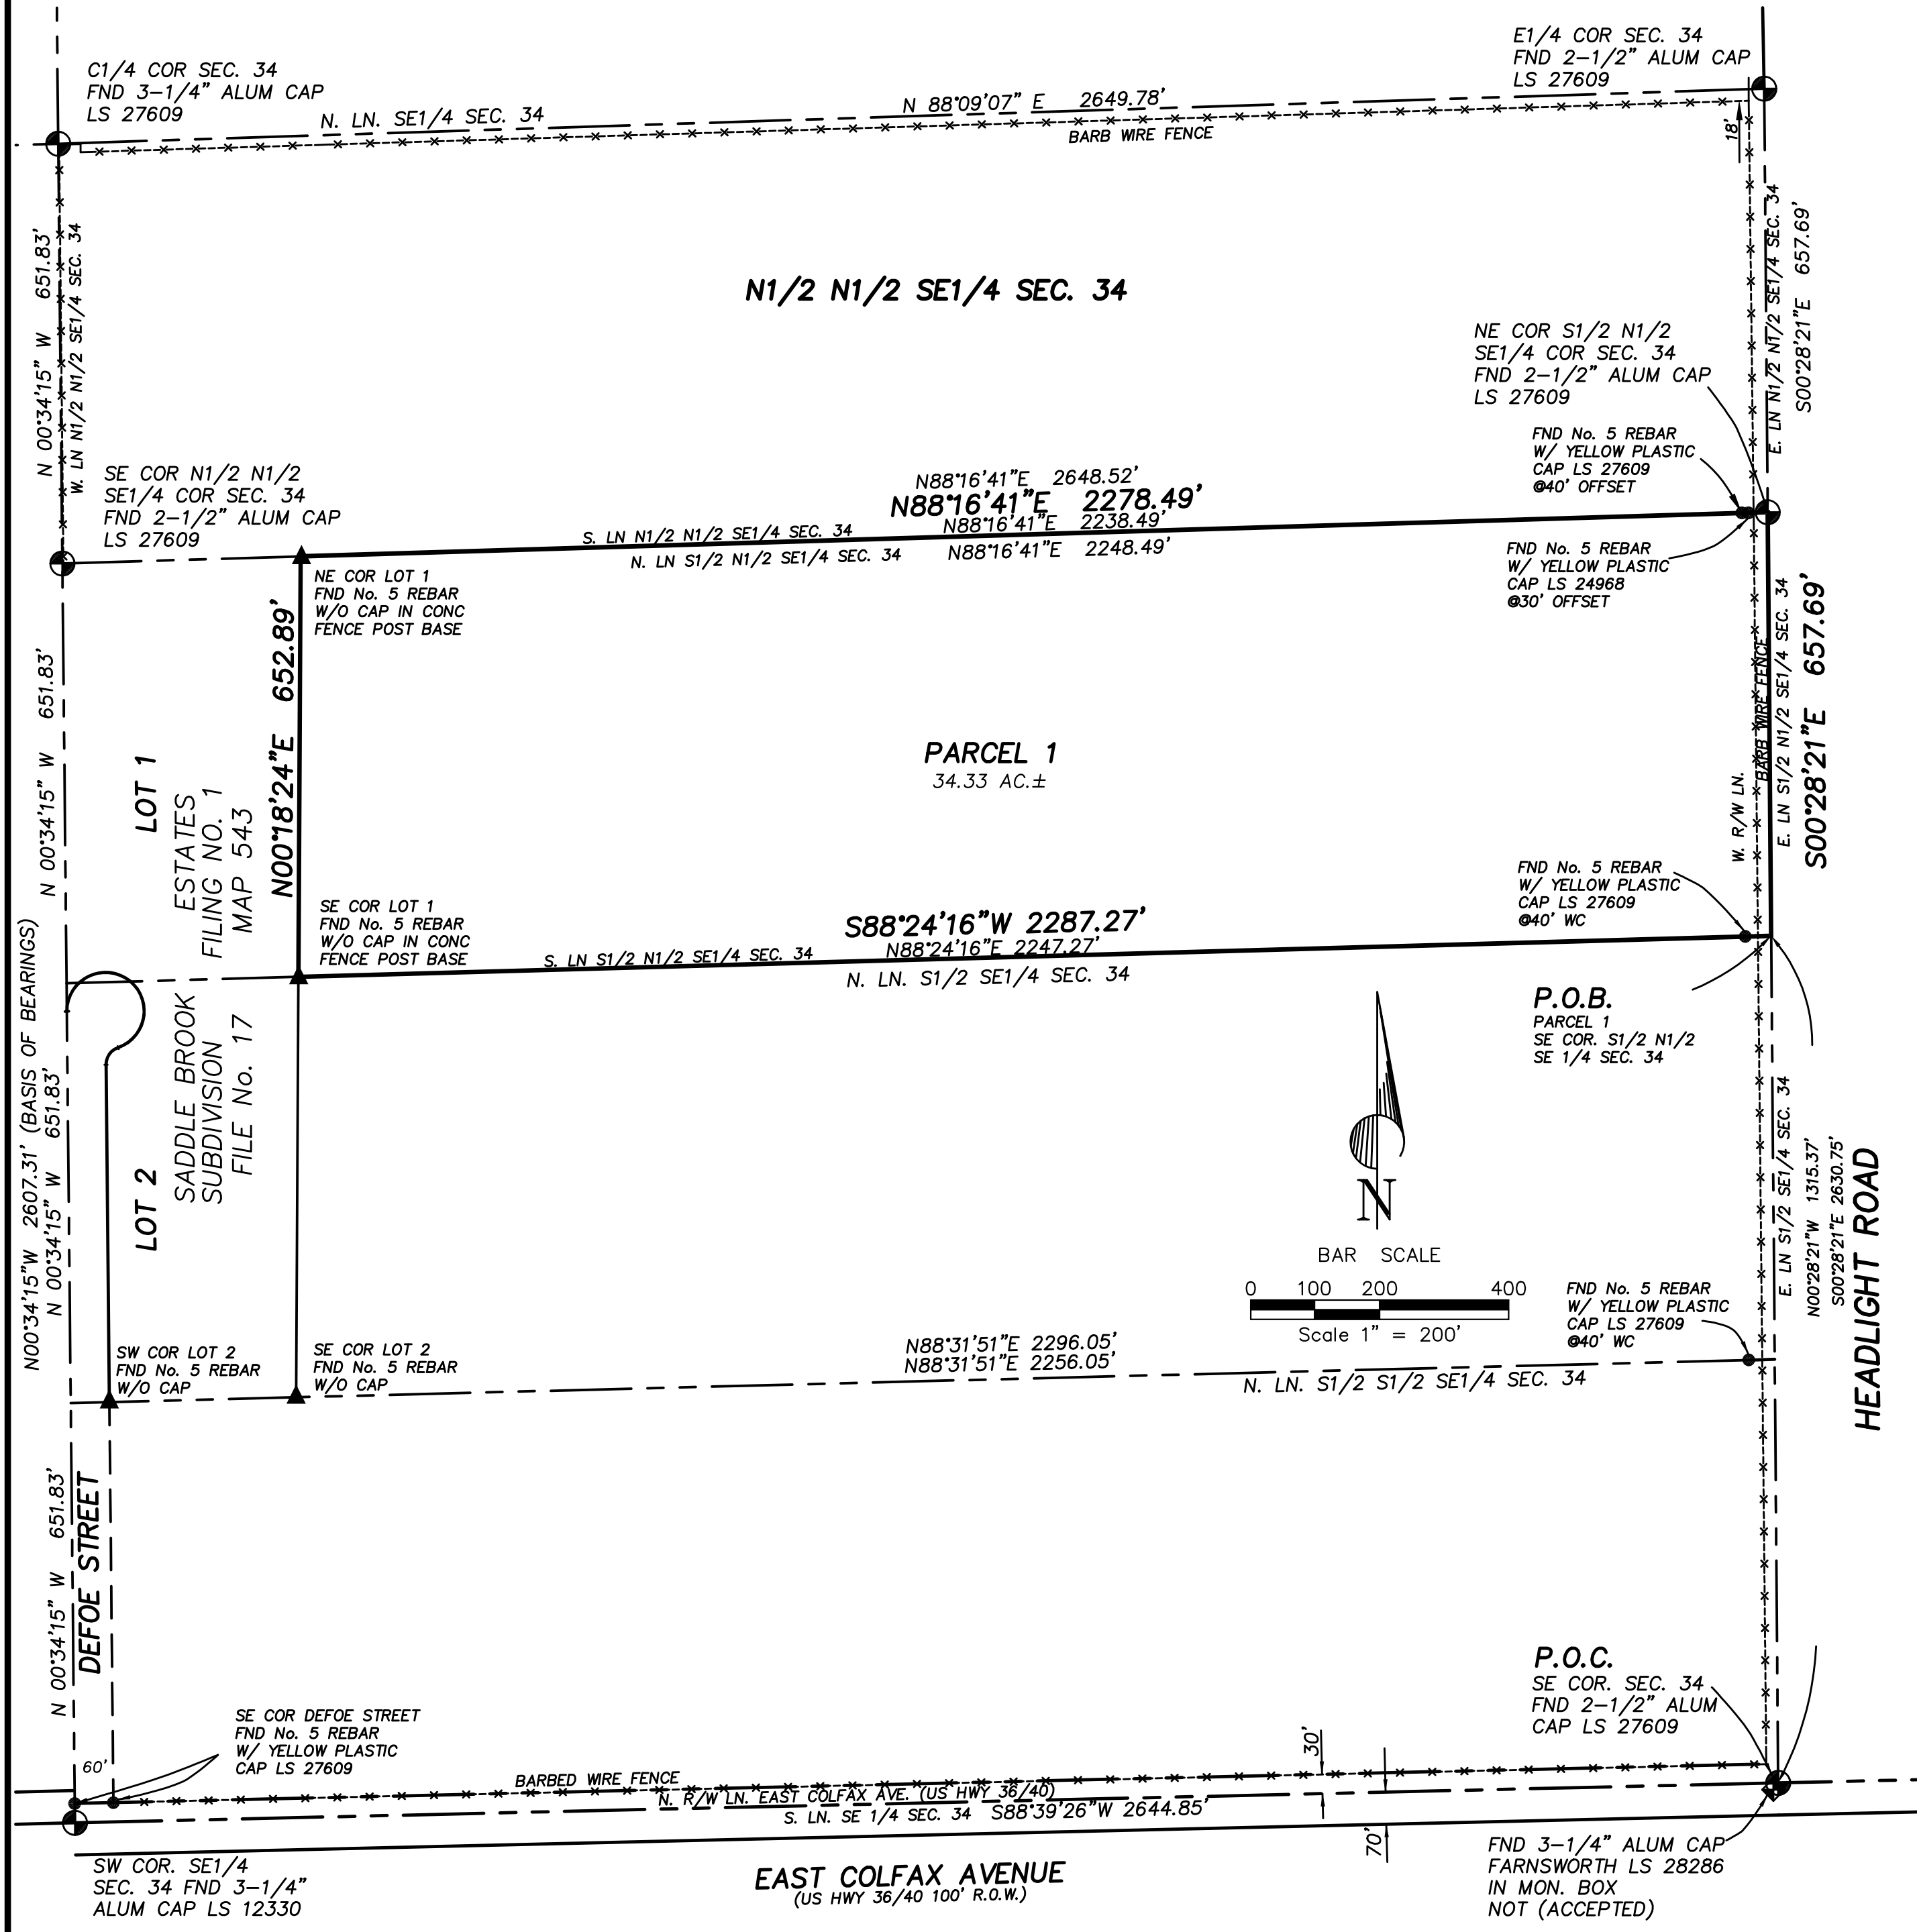 C1/4 COR SEC. 34
FND 3-1/4" ALUM CAP
LS 27609
E1/4 COR SEC. 34
FND 2-1/2" ALUM CAP
LS 27609
N. LN. SE1/4 SEC. 34
N 88°09'07" E 2649.78'
BARB WIRE FENCE
18'
N 00°34'15" W 651.83'
W. LN N1/2 N1/2 SE1/4 SEC. 34
N1/2 N1/2 SE1/4 SEC. 34
E. LN N1/2 N1/2 SE1/4 SEC. 34
S00°28'21"E 657.69'
NE COR S1/2 N1/2
SE1/4 COR SEC. 34
FND 2-1/2" ALUM CAP
LS 27609
FND No. 5 REBAR
W/ YELLOW PLASTIC
CAP LS 27609
@40' OFFSET
SE COR N1/2 N1/2
SE1/4 COR SEC. 34
FND 2-1/2" ALUM CAP
LS 27609
N88°16'41"E 2648.52'
N88°16'41"E 2278.49'
N88°16'41"E 2238.49'
S. LN N1/2 N1/2 SE1/4 SEC. 34
N. LN S1/2 N1/2 SE1/4 SEC. 34
N88°16'41"E 2248.49'
FND No. 5 REBAR
W/ YELLOW PLASTIC
CAP LS 24968
@30' OFFSET
NE COR LOT 1
FND No. 5 REBAR
W/O CAP IN CONC
FENCE POST BASE
N 00°34'15" W 651.83'
LOT 1
ESTATES
FILING NO. 1
MAP 543
N00°18'24"E 652.89'
PARCEL 1
34.33 AC.±
W. R/W LN.
BARB WIRE FENCE
E. LN S1/2 N1/2 SE1/4 SEC. 34
S00°28'21"E 657.69'
FND No. 5 REBAR
W/ YELLOW PLASTIC
CAP LS 27609
@40' WC
SE COR LOT 1
FND No. 5 REBAR
W/O CAP IN CONC
FENCE POST BASE
S88°24'16"W 2287.27'
N88°24'16"E 2247.27'
S. LN S1/2 N1/2 SE1/4 SEC. 34
N. LN. S1/2 SE1/4 SEC. 34
P.O.B.
PARCEL 1
SE COR. S1/2 N1/2
SE 1/4 SEC. 34
N00°34'15"W 2607.31' (BASIS OF BEARINGS)
N 00°34'15" W 651.83'
LOT 2
SADDLE BROOK
SUBDIVISION
FILE No. 17
N
BAR SCALE
0 100 200 400
Scale 1" = 200'
E. LN S1/2 SE1/4 SEC. 34
N00°28'21"W 1315.37'
S00°28'21"E 2630.75'
HEADLIGHT ROAD
FND No. 5 REBAR
W/ YELLOW PLASTIC
CAP LS 27609
@40' WC
SW COR LOT 2
FND No. 5 REBAR
W/O CAP
SE COR LOT 2
FND No. 5 REBAR
W/O CAP
N88°31'51"E 2296.05'
N88°31'51"E 2256.05'
N. LN. S1/2 S1/2 SE1/4 SEC. 34
N 00°34'15" W 651.83'
DEFOE STREET
P.O.C.
SE COR. SEC. 34
FND 2-1/2" ALUM
CAP LS 27609
SE COR DEFOE STREET
FND No. 5 REBAR
W/ YELLOW PLASTIC
CAP LS 27609
60'
30'
BARBED WIRE FENCE
N. R/W LN. EAST COLFAX AVE. (US HWY 36/40)
S. LN. SE 1/4 SEC. 34 S88°39'26"W 2644.85'
70'
SW COR. SE1/4
SEC. 34 FND 3-1/4"
ALUM CAP LS 12330
EAST COLFAX AVENUE
(US HWY 36/40 100' R.O.W.)
FND 3-1/4" ALUM CAP
FARNSWORTH LS 28286
IN MON. BOX
NOT (ACCEPTED)